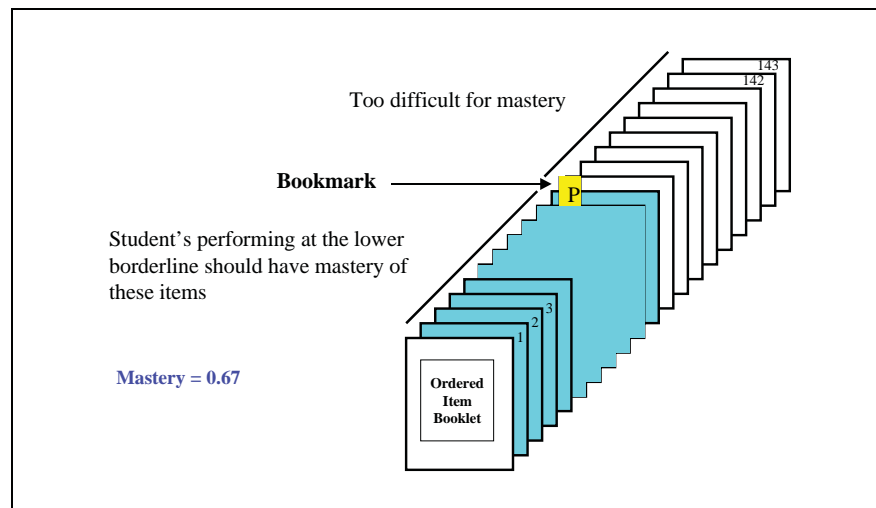 143
142
Too difficult for mastery
Bookmark
P
Student's performing at the lower
borderline should have mastery of
these items
3
2
1
Mastery = 0.67
Ordered
Item
Booklet